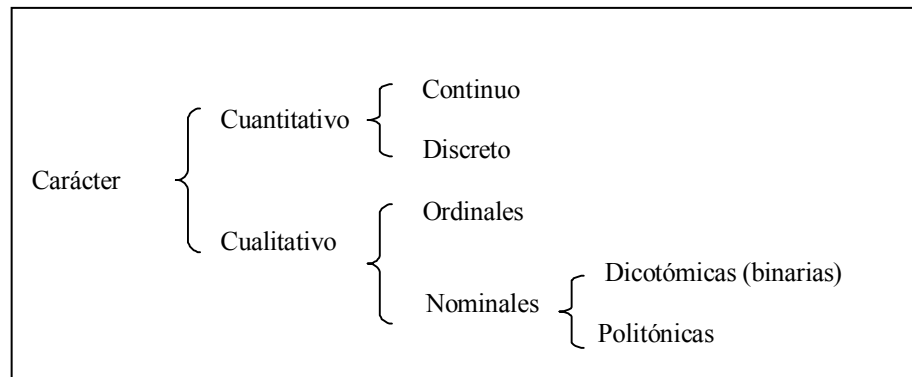 Carácter
Cuantitativo
Continuo
Discreto
Cualitativo
Ordinales
Nominales
Dicotómicas (binarias)
Politónicas